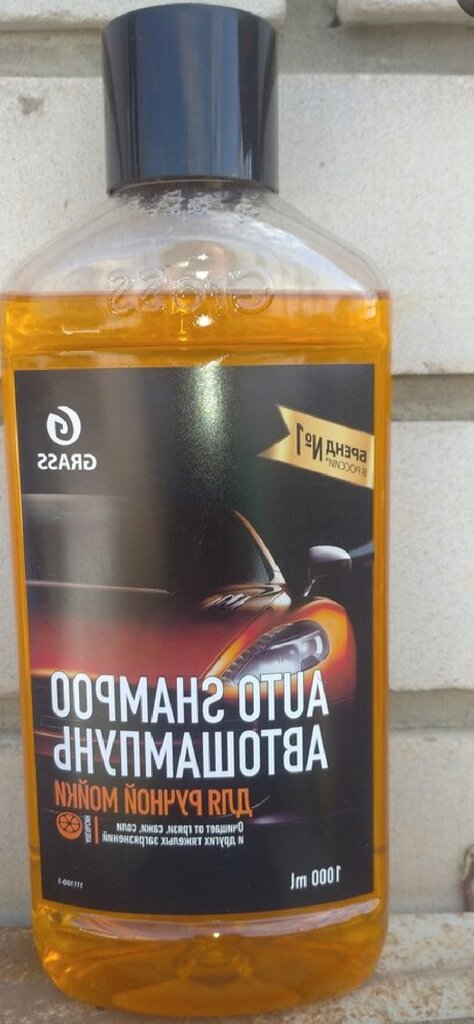 Grass
GRASS
БРЕНД №1
В РОССИИ*
AUTO SHAMPOO
АВТОШАМПУНЬ
ДЛЯ РУЧНОЙ МОЙКИ
Очищает от грязи, сажи, соли
и других тяжелых загрязнений
1000 ml
111100-1